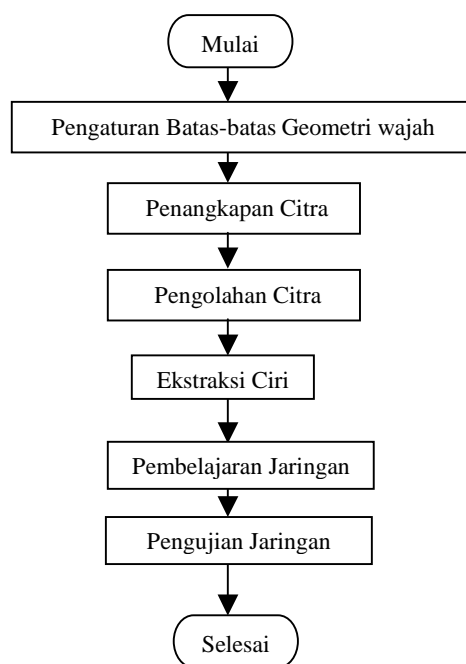 Mulai
Pengaturan Batas-batas Geometri wajah
Penangkapan Citra
Pengolahan Citra
Ekstraksi Ciri
Pembelajaran Jaringan
Pengujian Jaringan
Selesai